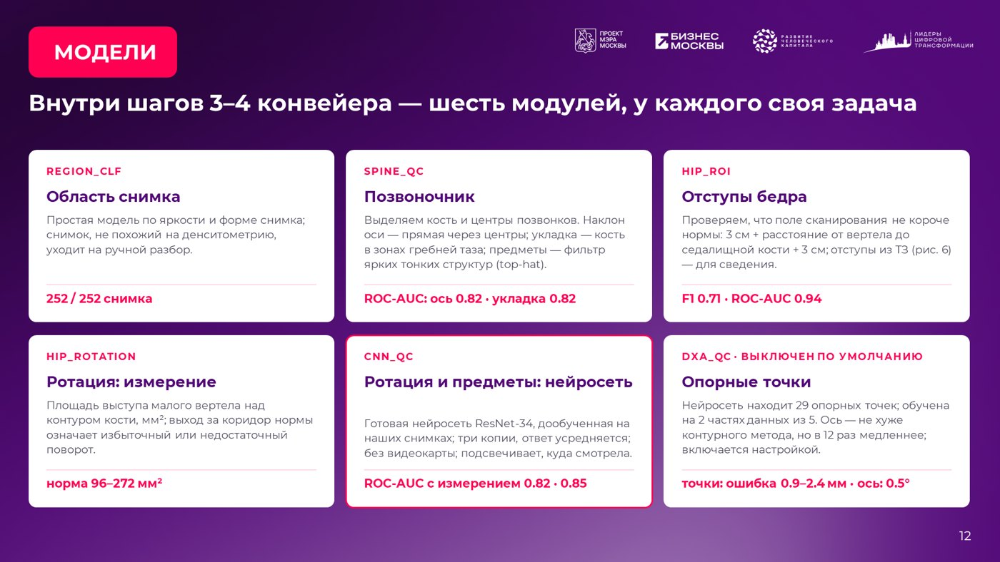 МОДЕЛИ
ПРОЕКТ
МЭРА
МОСКВЫ
БИЗНЕС
МОСКВЫ
РАЗВИТИЕ
ЧЕЛОВЕЧЕСКОГО
КАПИТАЛА
ЛИДЕРЫ
ЦИФРОВОЙ
ТРАНСФОРМАЦИИ
Внутри шагов 3–4 конвейера — шесть модулей, у каждого своя задача
REGION_CLF
Область снимка
Простая модель по яркости и форме снимка;
снимок, не похожий на денситометрию,
уходит на ручной разбор.
252 / 252 снимка
SPINE_QC
Позвоночник
Выделяем кость и центры позвонков. Наклон
оси — прямая через центры; укладка — кость
в зонах гребней таза; предметы — фильтр
ярких тонких структур (top-hat).
ROC-AUC: ось 0.82 · укладка 0.82
HIP_ROI
Отступы бедра
Проверяем, что поле сканирования не короче
нормы: 3 см + расстояние от вертела до
седалищной кости + 3 см; отступы из ТЗ (рис. 6)
— для сведения.
F1 0.71 · ROC-AUC 0.94
HIP_ROTATION
Ротация: измерение
Площадь выступа малого вертела над
контуром кости, мм²; выход за коридор нормы
означает избыточный или недостаточный
поворот.
норма 96–272 мм²
CNN_QC
Ротация и предметы: нейросеть
Готовая нейросеть ResNet-34, дообученная на
наших снимках; три копии, ответ усредняется;
без видеокарты; подсвечивает, куда смотрела.
ROC-AUC с измерением 0.82 · 0.85
DXA_QC · ВЫКЛЮЧЕН ПО УМОЛЧАНИЮ
Опорные точки
Нейросеть находит 29 опорных точек; обучена
на 2 частях данных из 5. Ось — не хуже
контурного метода, но в 12 раз медленнее;
включается настройкой.
точки: ошибка 0.9–2.4 мм · ось: 0.5°
12